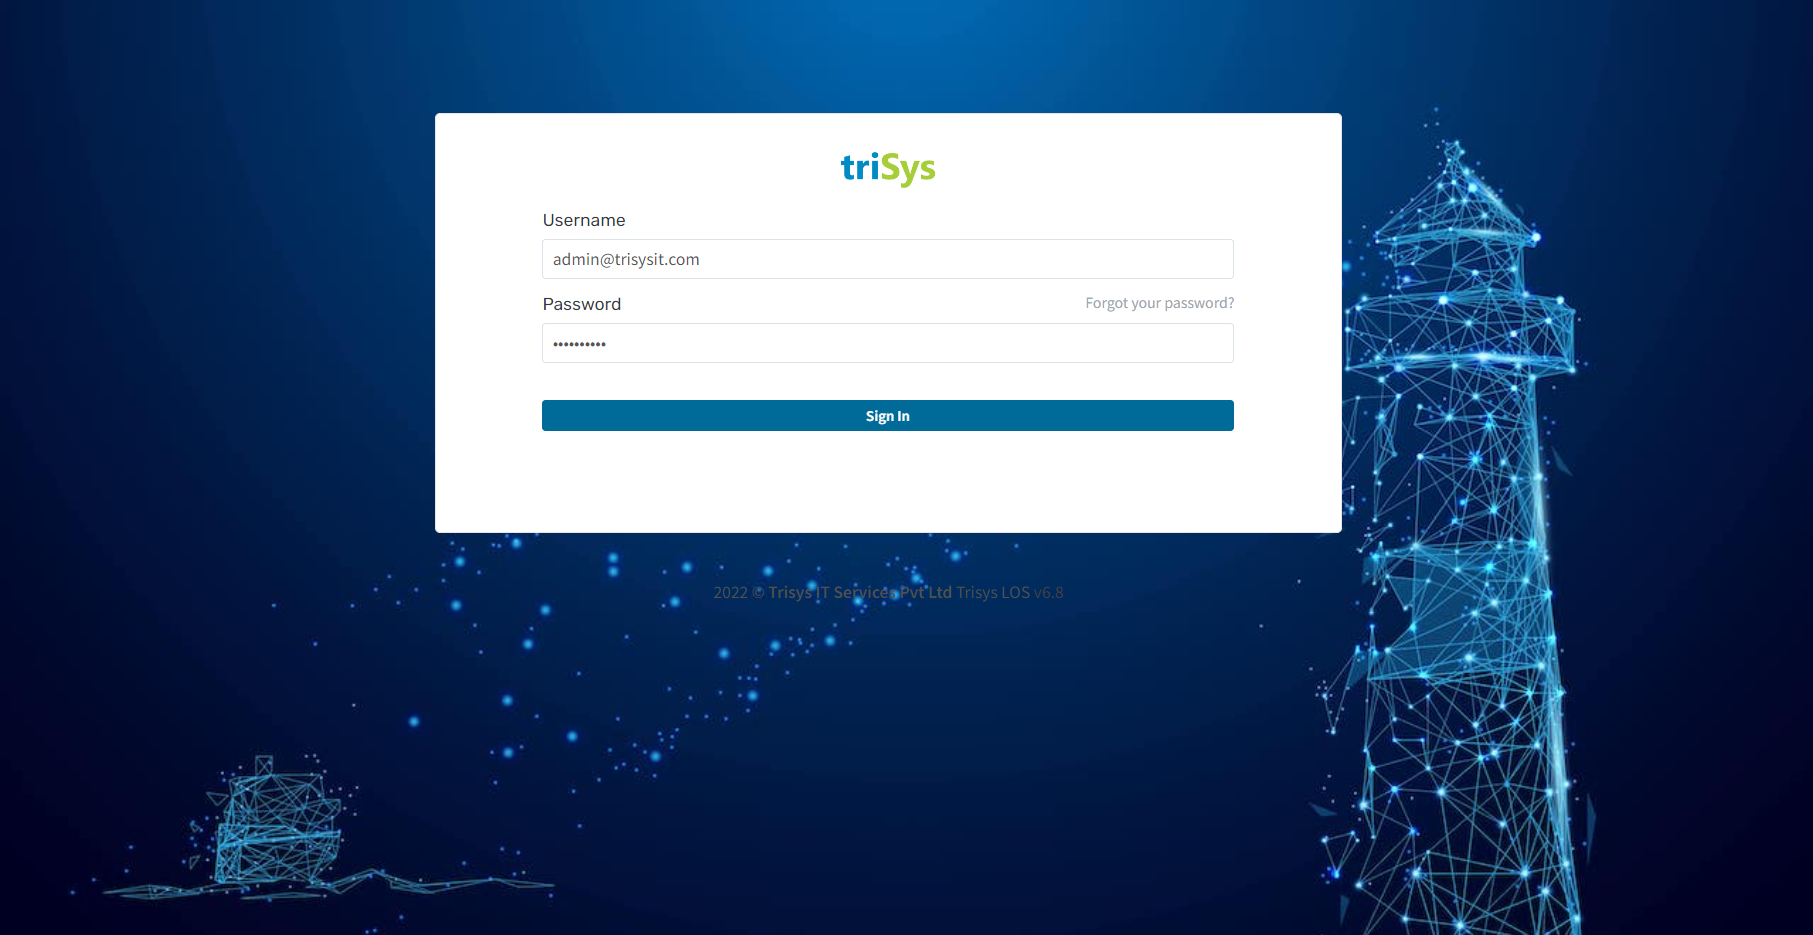 triSys
Username
admin@trisysit.com
Password
Forgot your password?
••••••••••
Sign In
2022 © Trisys IT Services Pvt Ltd Trisys LOS v6.8